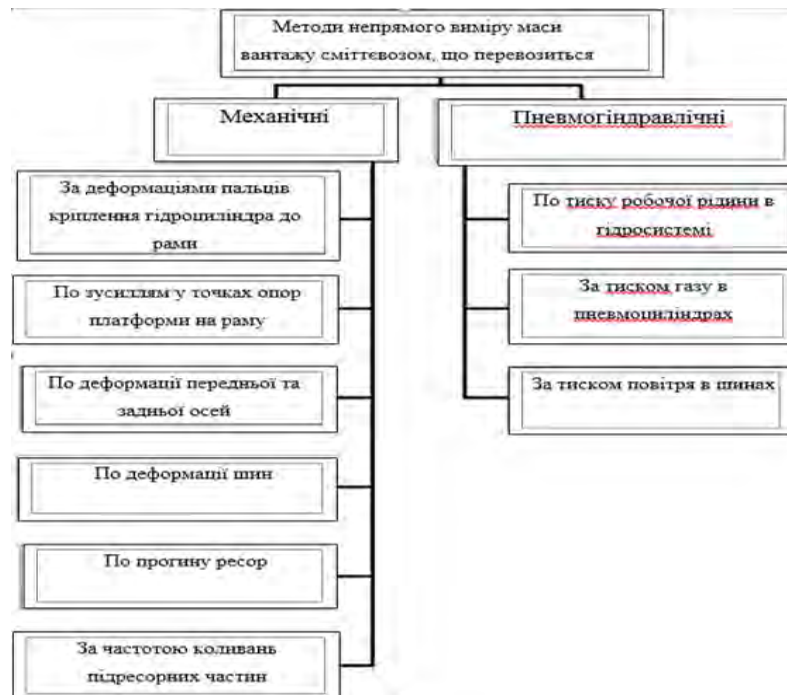 Методи непрямого виміру маси
вантажу сміттєвозом, що перевозиться
Механічні
За деформаціями пальців
кріплення гідроциліндра до
рами
По зусиллям у точках опор
платформи на раму
По деформації передньої та
задньої осей
По деформації шин
По прогину ресор
За частотою коливань
підресорних частин
Пневмогіндравлічні
По тиску робочої рідини в
гідросистемі
За тиском газу в
пневмоциліндрах
За тиском повітря в шинах